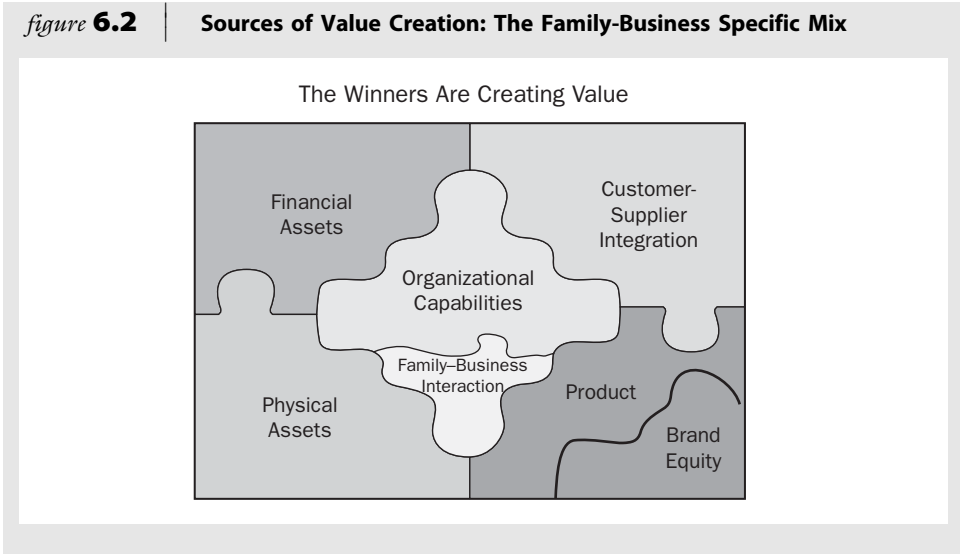 figure 6.2 Sources of Value Creation: The Family-Business Specific Mix
The Winners Are Creating Value
Financial
Assets
Customer-
Supplier
Integration
Organizational
Capabilities
Family–Business
Interaction
Physical
Assets
Product
Brand
Equity